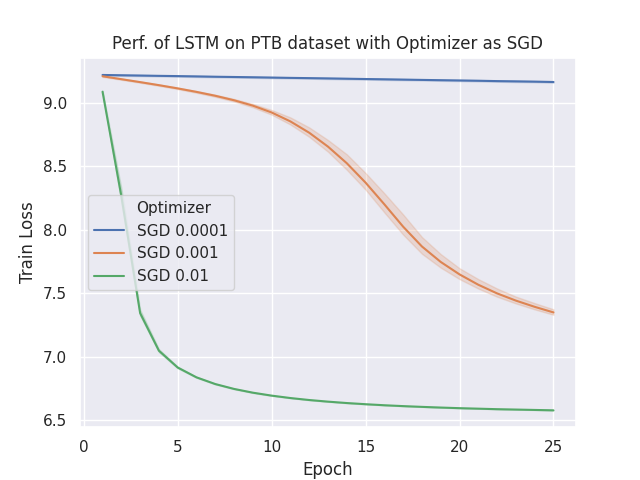 Perf. of LSTM on PTB dataset with Optimizer as SGD
Train Loss
9.0
8.5
8.0
7.5
7.0
6.5
Optimizer
SGD 0.0001
SGD 0.001
SGD 0.01
0 5 10 15 20 25
Epoch